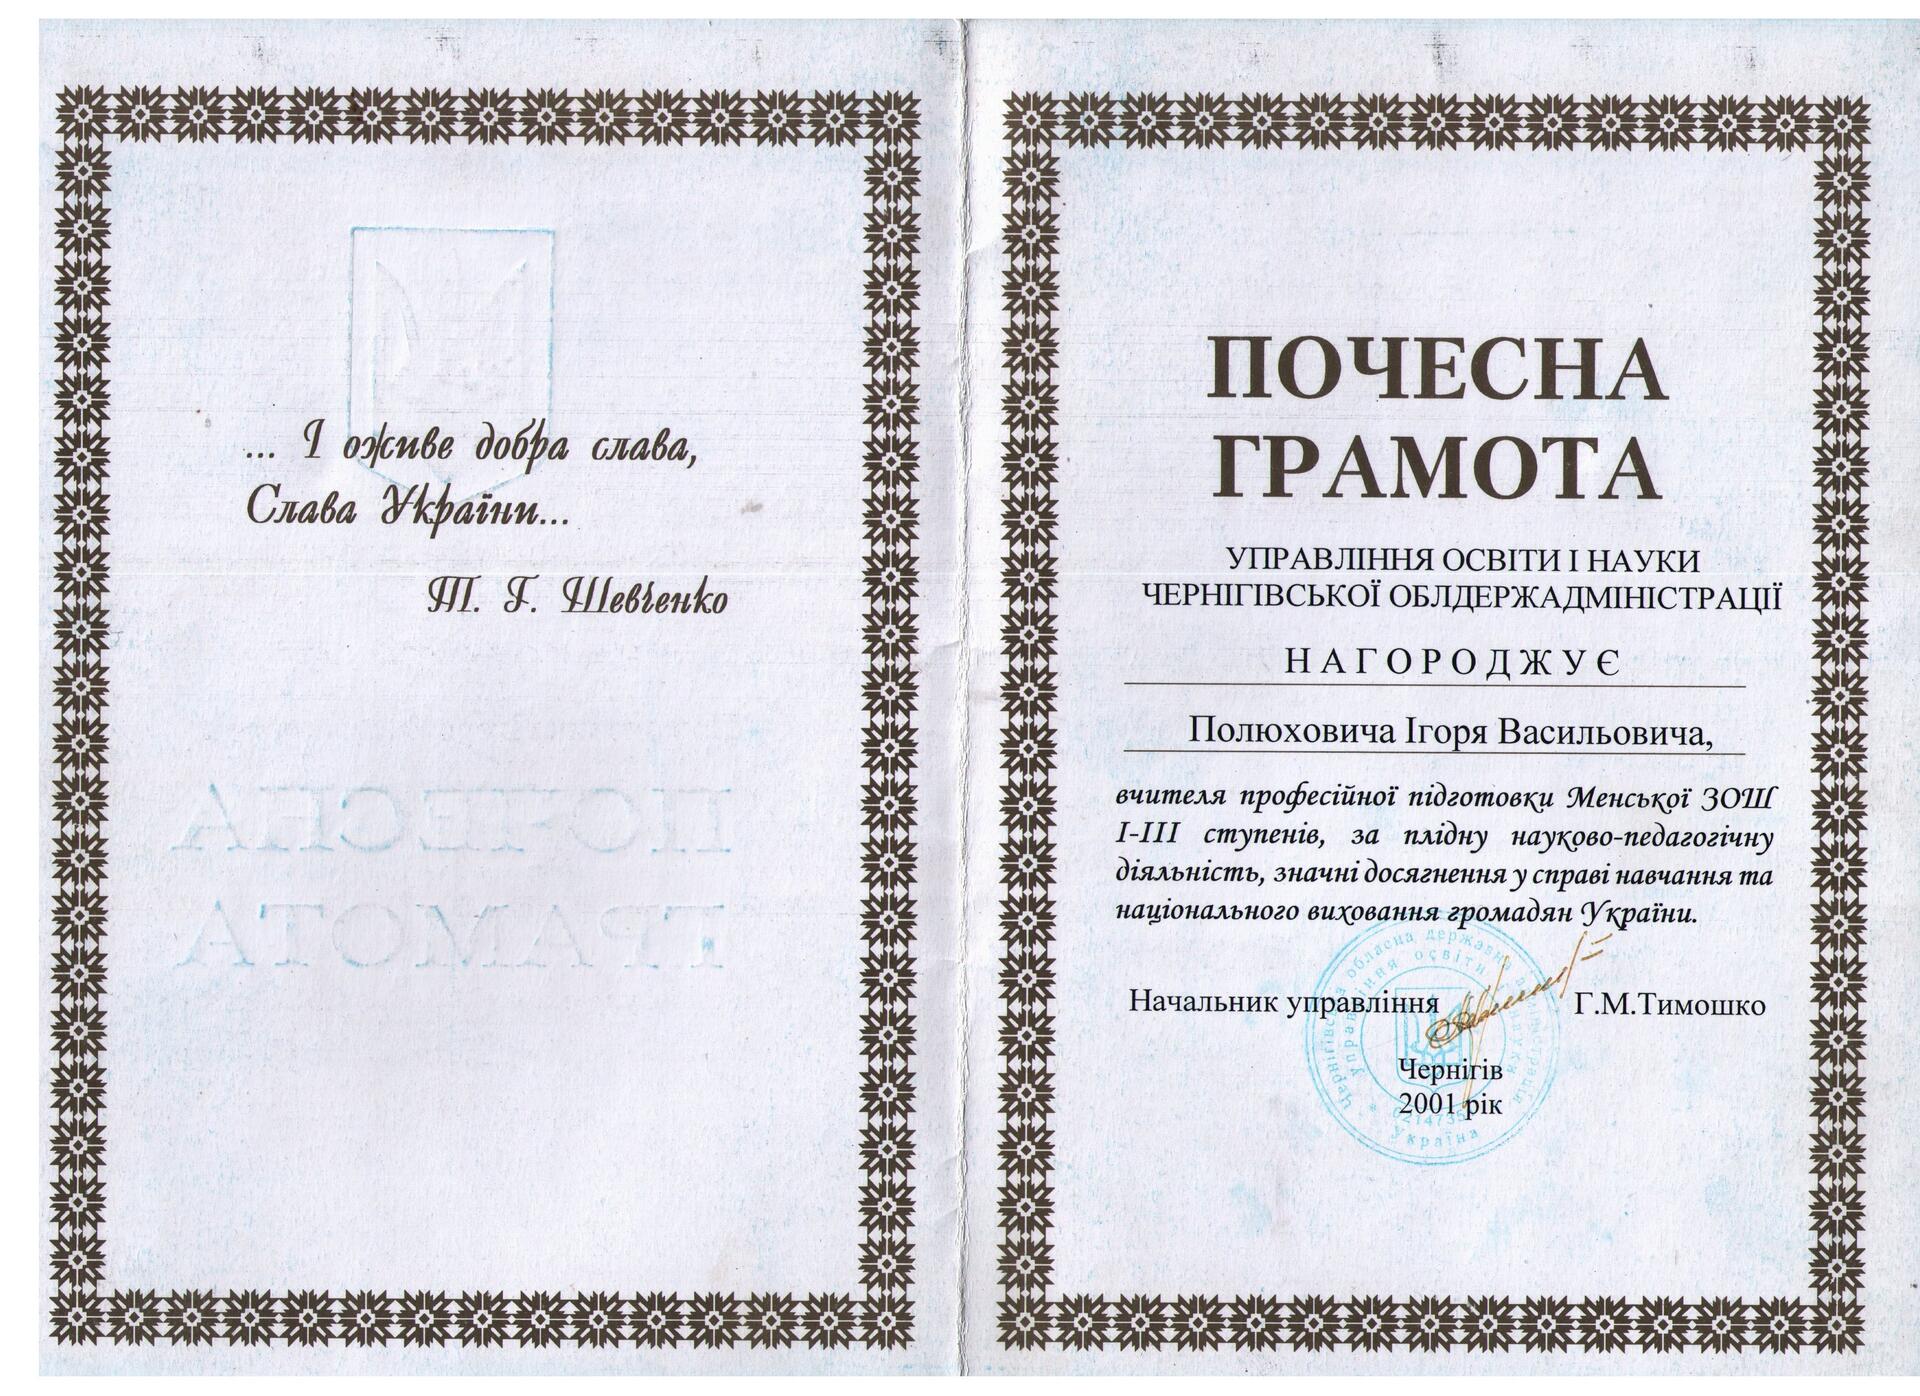 ... І оживе добра слава,
Слава України...
Т. Г. Шевченко
ПОЧЕСНА
ГРАМОТА
УПРАВЛІННЯ ОСВІТИ І НАУКИ
ЧЕРНІГІВСЬКОЇ ОБЛДЕРЖАДМІНІСТРАЦІЇ
НАГОРОДЖУЄ
Полюховича Ігоря Васильовича,
вчителя професійної підготовки Менської ЗОШ
І-ІІІ ступенів, за плідну науково-педагогічну
діяльність, значні досягнення у справі навчання та
національного виховання громадян України.
Начальник управління Г.М.Тимошко
Чернігів
2001 рік
Чернігівська обласна державна адміністрація
Управління освіти і науки
Україна
ПОЧЕСНА
ГРАМОТА